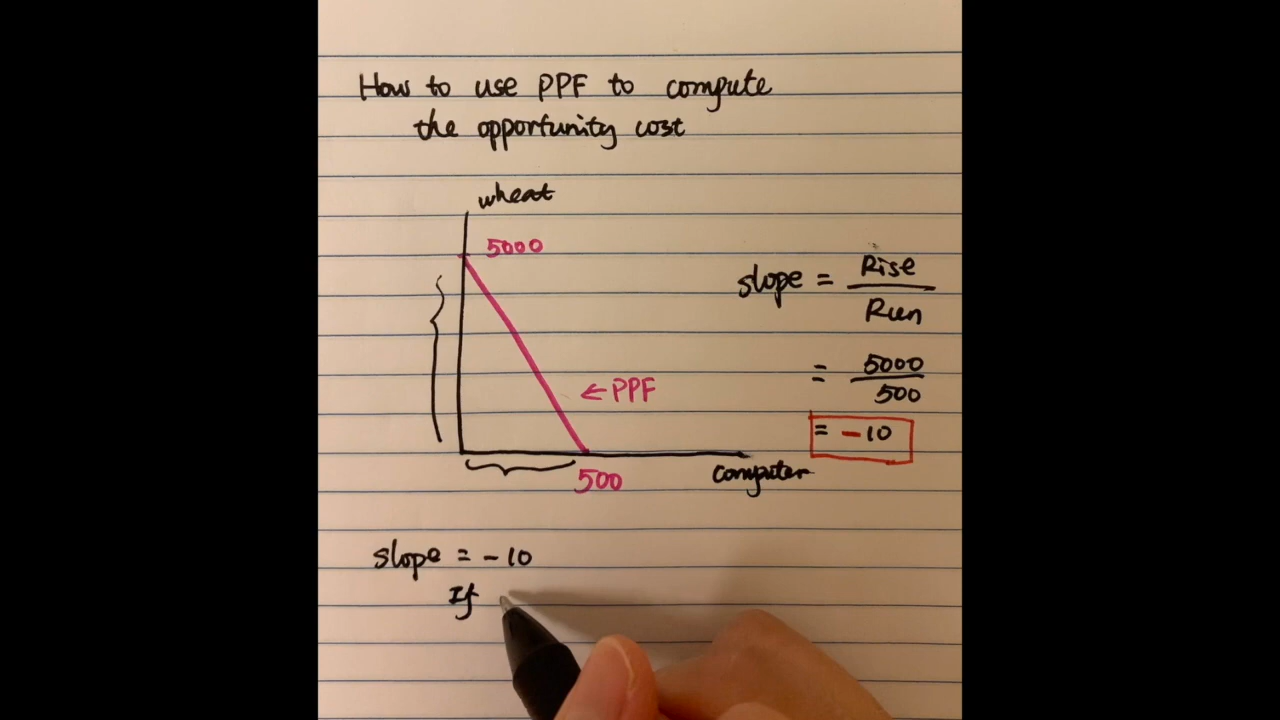 How to use PPF to compute
the opportunity cost
wheat
5000
← PPF
500
computer
slope = Rise
Run
= 5000
500
= -10
slope = -10
If